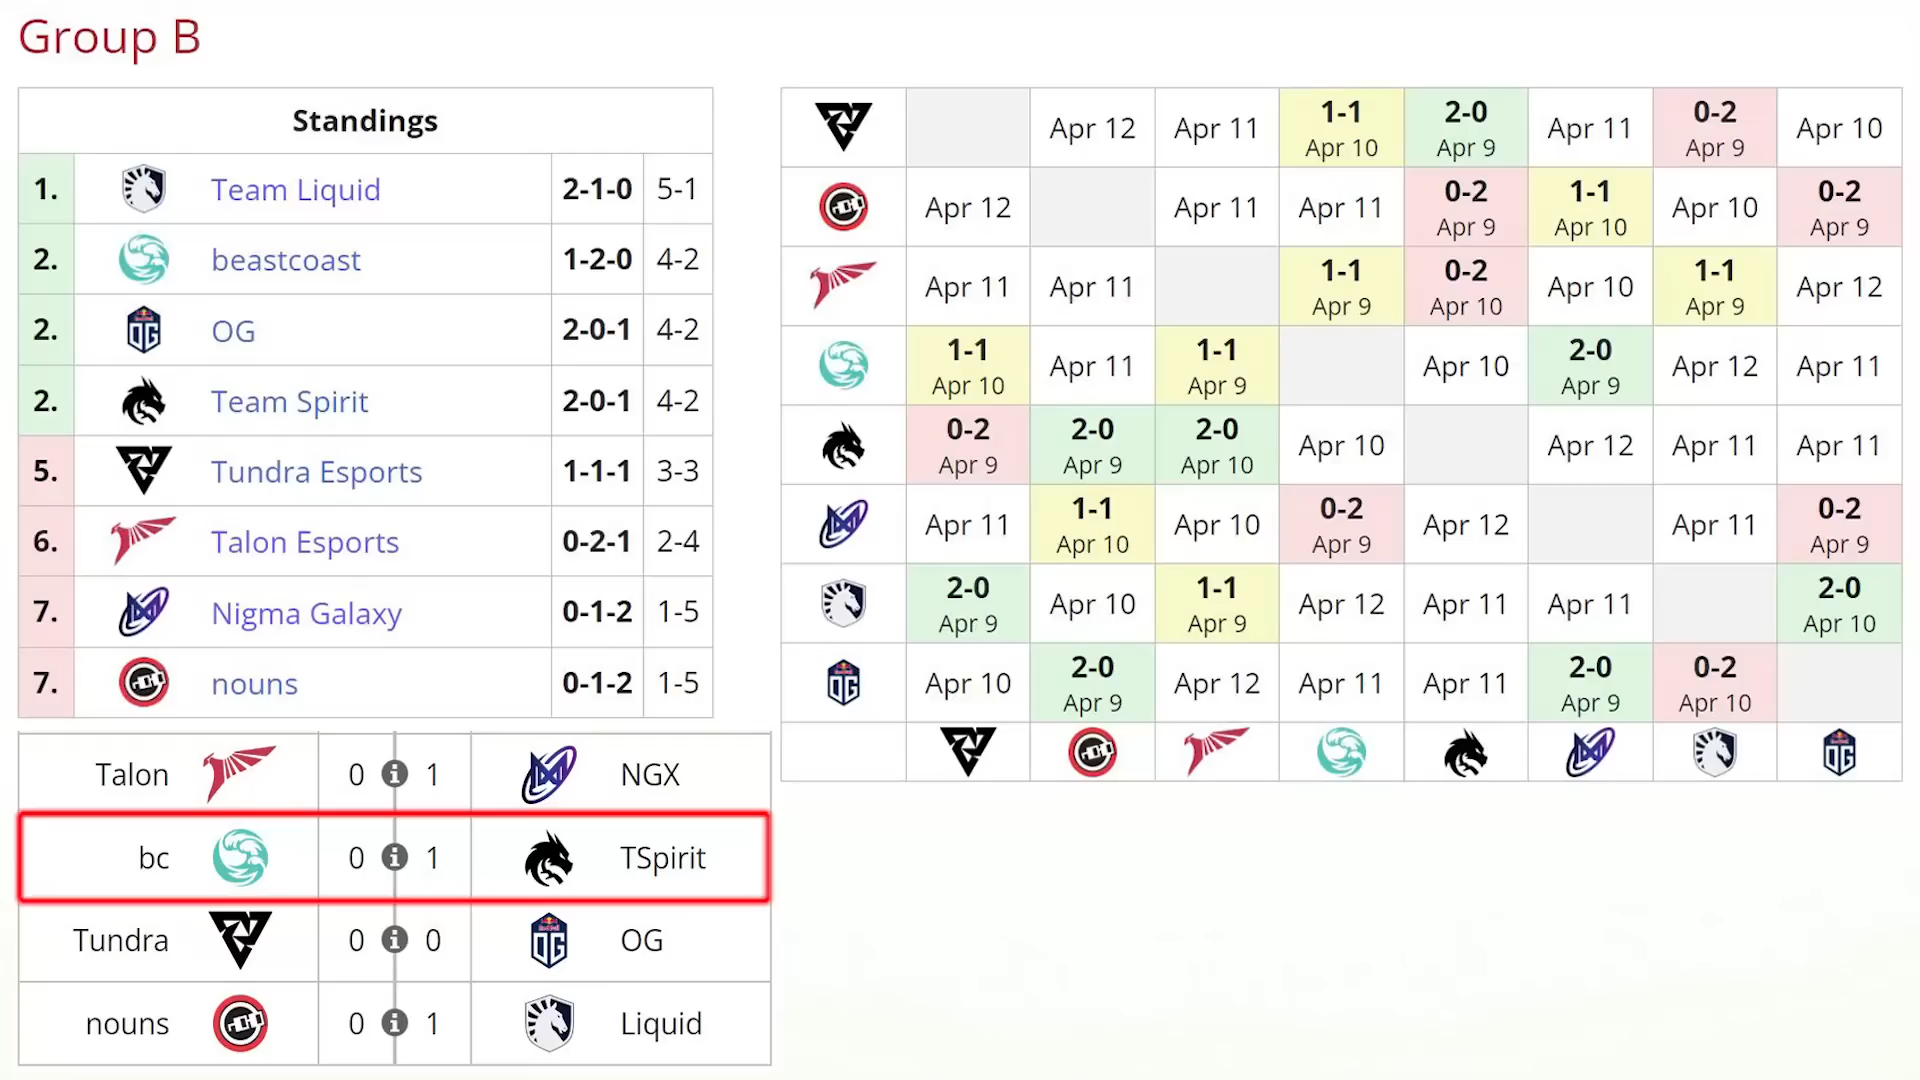 Group B
Standings
1. Team Liquid 2-1-0 5-1
2. beastcoast 1-2-0 4-2
2. OG OG 2-0-1 4-2
2. Team Spirit 2-0-1 4-2
5. Tundra Esports 1-1-1 3-3
6. Talon Esports 0-2-1 2-4
7. Nigma Galaxy 0-1-2 1-5
7. nouns 0-1-2 1-5
Talon 0 i 1 NGX
bc 0 i 1 TSpirit
Tundra 0 i 0 OG OG
nouns 0 i 1 Liquid
Apr 12 Apr 11 1-1 2-0 Apr 11 0-2 Apr 10
Apr 10 Apr 9 Apr 9
Apr 12 Apr 11 Apr 11 0-2 1-1 Apr 10 0-2
Apr 9 Apr 10 Apr 9
Apr 11 Apr 11 1-1 0-2 Apr 10 1-1 Apr 12
Apr 9 Apr 10 Apr 9
1-1 Apr 11 1-1 Apr 10 2-0 Apr 12 Apr 11
Apr 10 Apr 9 Apr 9
0-2 2-0 2-0 Apr 10 Apr 12 Apr 11 Apr 11
Apr 9 Apr 9 Apr 10
Apr 11 1-1 Apr 10 0-2 Apr 12 Apr 11 0-2
Apr 10 Apr 9 Apr 9
2-0 Apr 10 1-1 Apr 12 Apr 11 Apr 11 2-0
Apr 9 Apr 9 Apr 10
OG Apr 10 2-0 Apr 12 Apr 11 Apr 11 2-0 0-2
Apr 9 Apr 9 Apr 10
OG